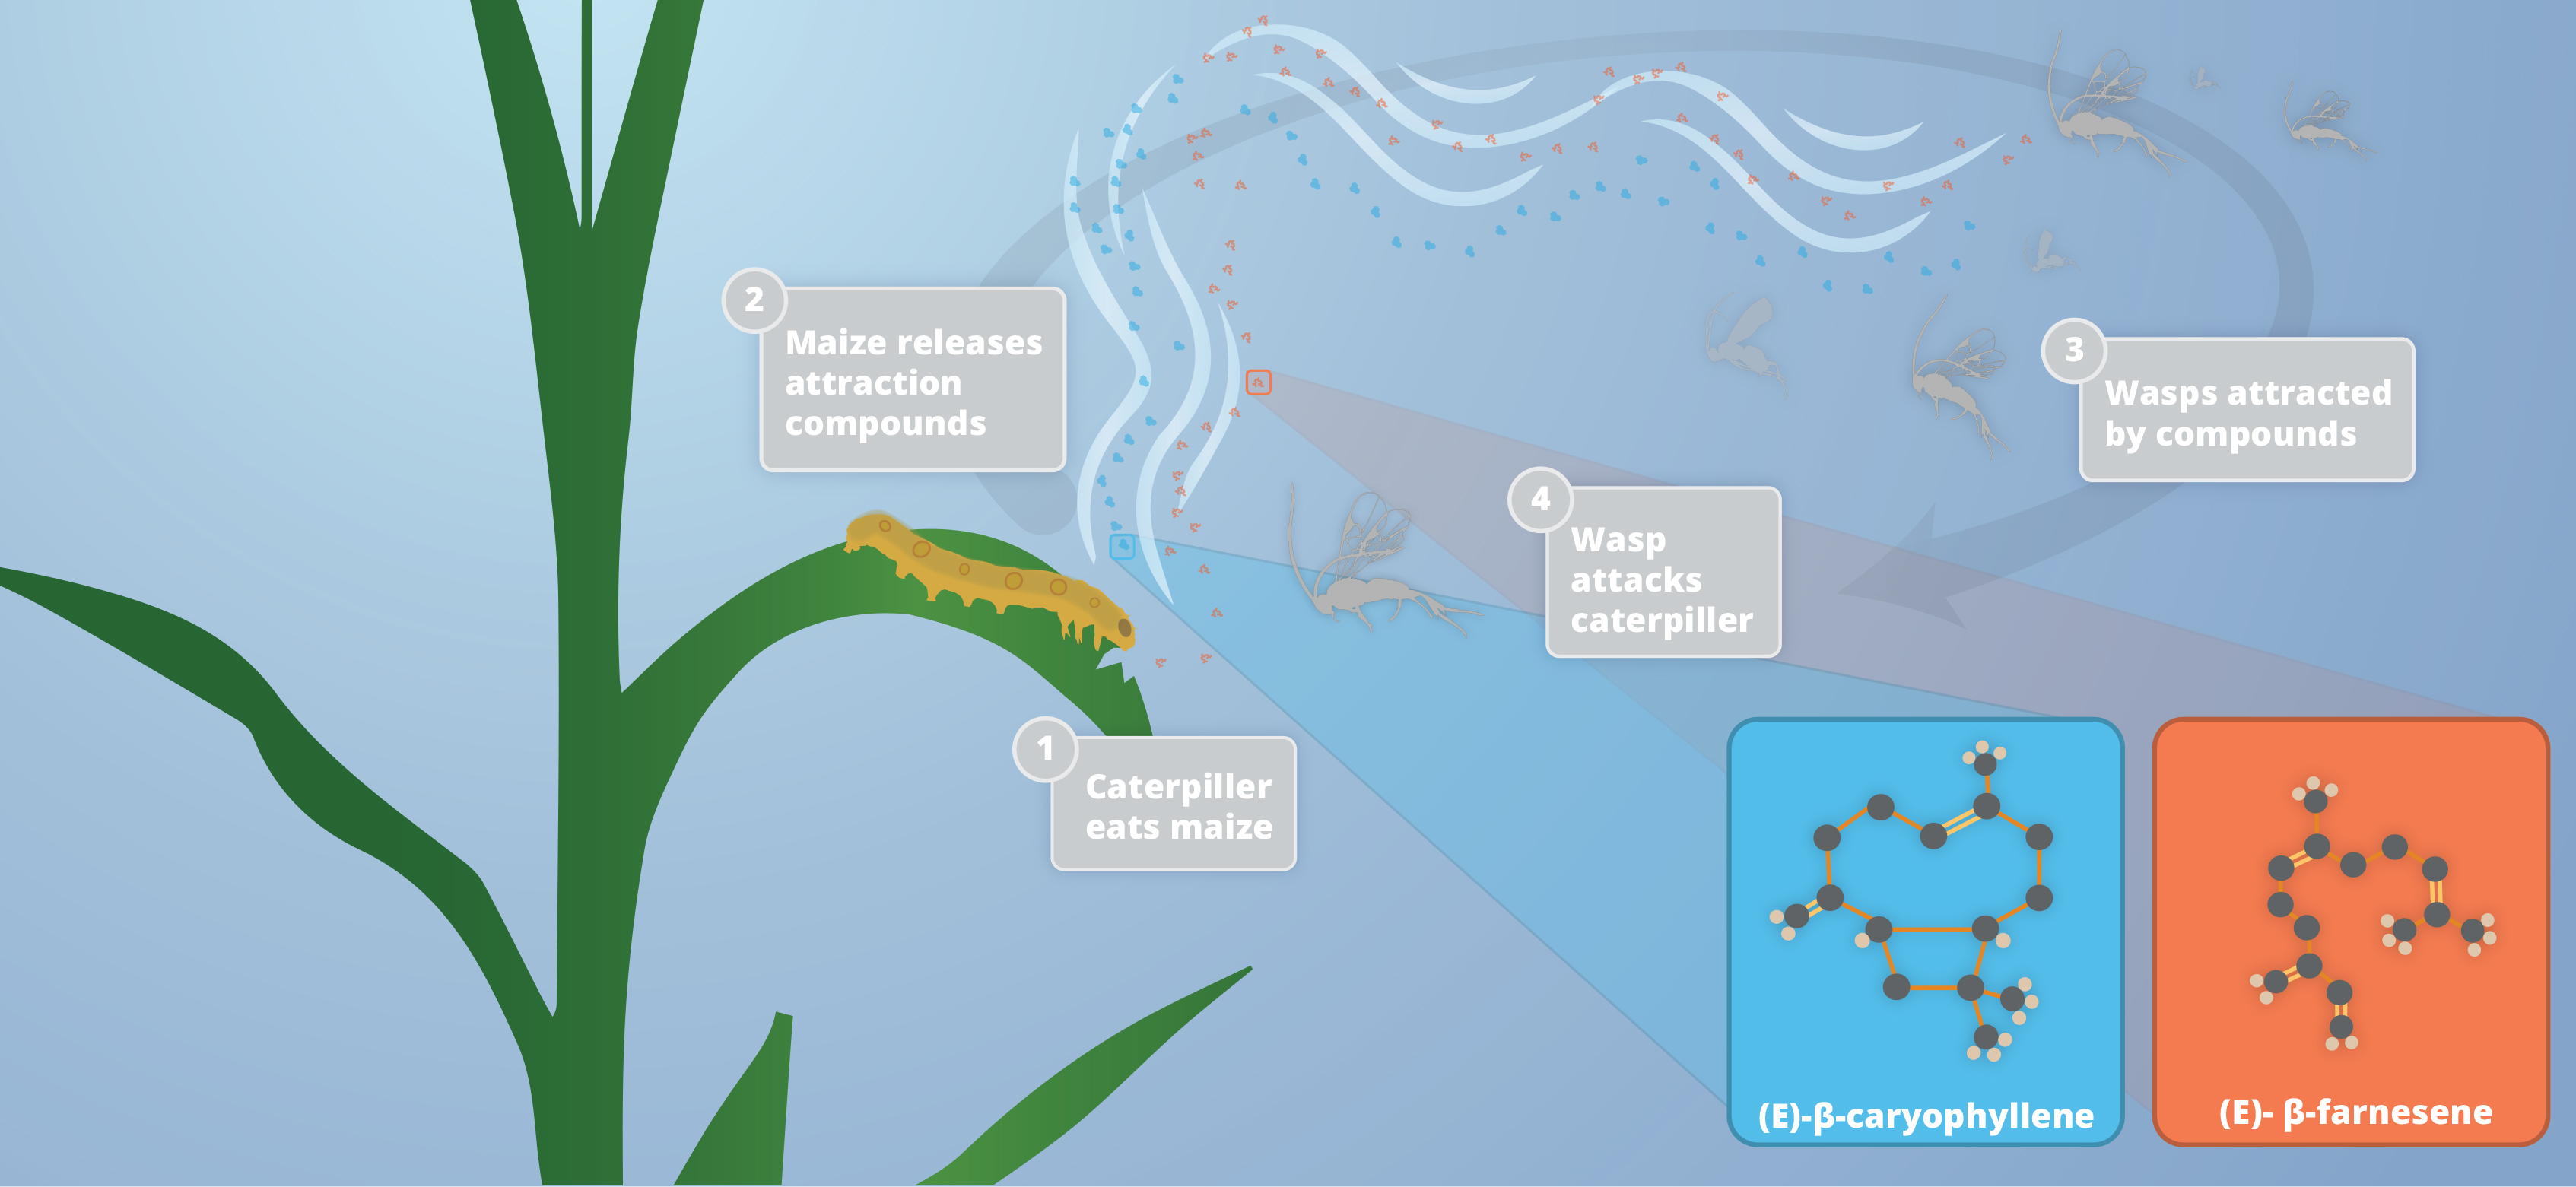 1
Caterpiller
eats maize
2
Maize releases
attraction
compounds
3
Wasps attracted
by compounds
4
Wasp
attacks
caterpiller
(E)-β-caryophyllene
(E)- β-farnesene